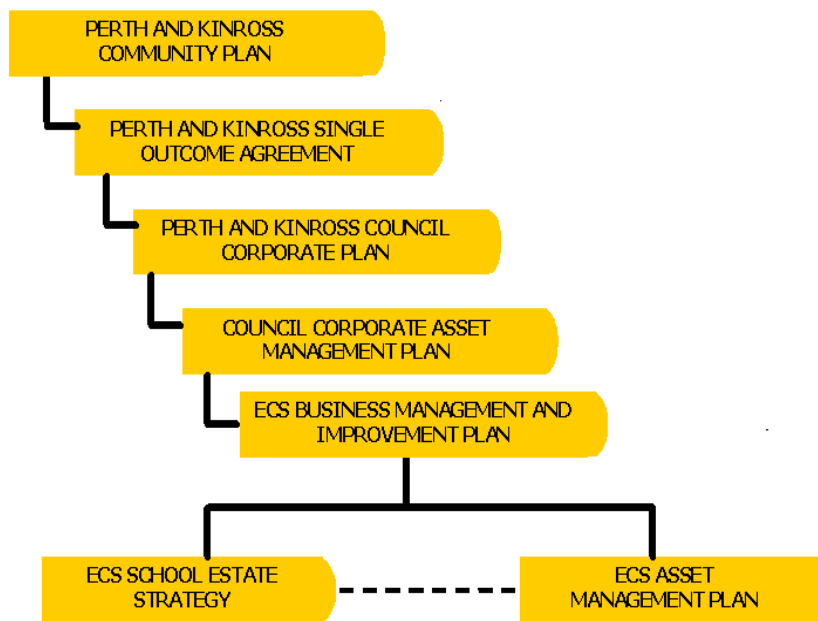 PERTH AND KINROSS
COMMUNITY PLAN
PERTH AND KINROSS SINGLE
OUTCOME AGREEMENT
PERTH AND KINROSS COUNCIL
CORPORATE PLAN
COUNCIL CORPORATE ASSET
MANAGEMENT PLAN
ECS BUSINESS MANAGEMENT AND
IMPROVEMENT PLAN
ECS SCHOOL ESTATE
STRATEGY
ECS ASSET
MANAGEMENT PLAN